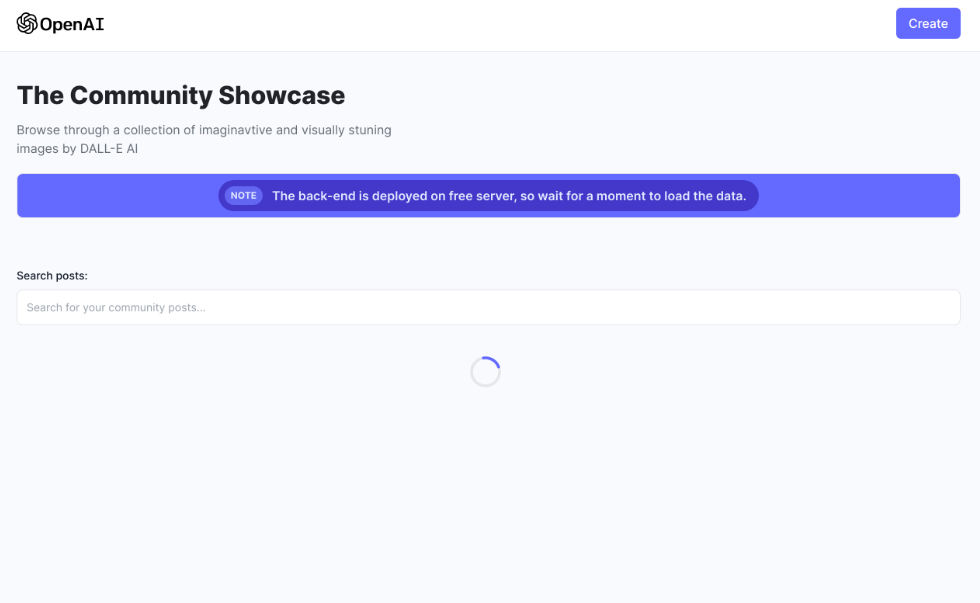 OpenAI
Create
The Community Showcase
Browse through a collection of imaginavtive and visually stuning
images by DALL-E AI
NOTE The back-end is deployed on free server, so wait for a moment to load the data.
Search posts:
Search for your community posts...